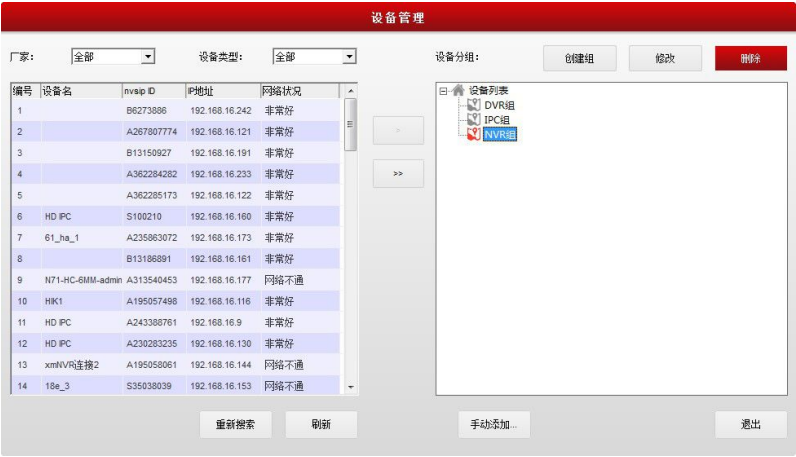 设备管理
厂家: 全部 设备类型: 全部 设备分组: 创建组 修改 删除
编号 设备名 nvsip ID IP地址 网络状况
1 B6273886 192.168.16.242 非常好
2 A267807774 192.168.16.121 非常好
3 B13150927 192.168.16.191 非常好
4 A362284282 192.168.16.233 非常好
5 A362285173 192.168.16.122 非常好
6 HD IPC S100210 192.168.16.160 非常好
7 61_ha_1 A235863072 192.168.16.173 非常好
8 B13186891 192.168.16.161 非常好
9 N71-HC-6MM-admin A313540453 192.168.16.177 网络不通
10 HIK1 A195057498 192.168.16.116 非常好
11 HD IPC A243388761 192.168.16.9 非常好
12 HD IPC A230283235 192.168.16.130 非常好
13 xmNVR连接2 A195058061 192.168.16.144 网络不通
14 18e_3 S35038039 192.168.16.153 网络不通
>
>>
设备列表
DVR组
IPC组
NVR组
重新搜索 刷新 手动添加... 退出